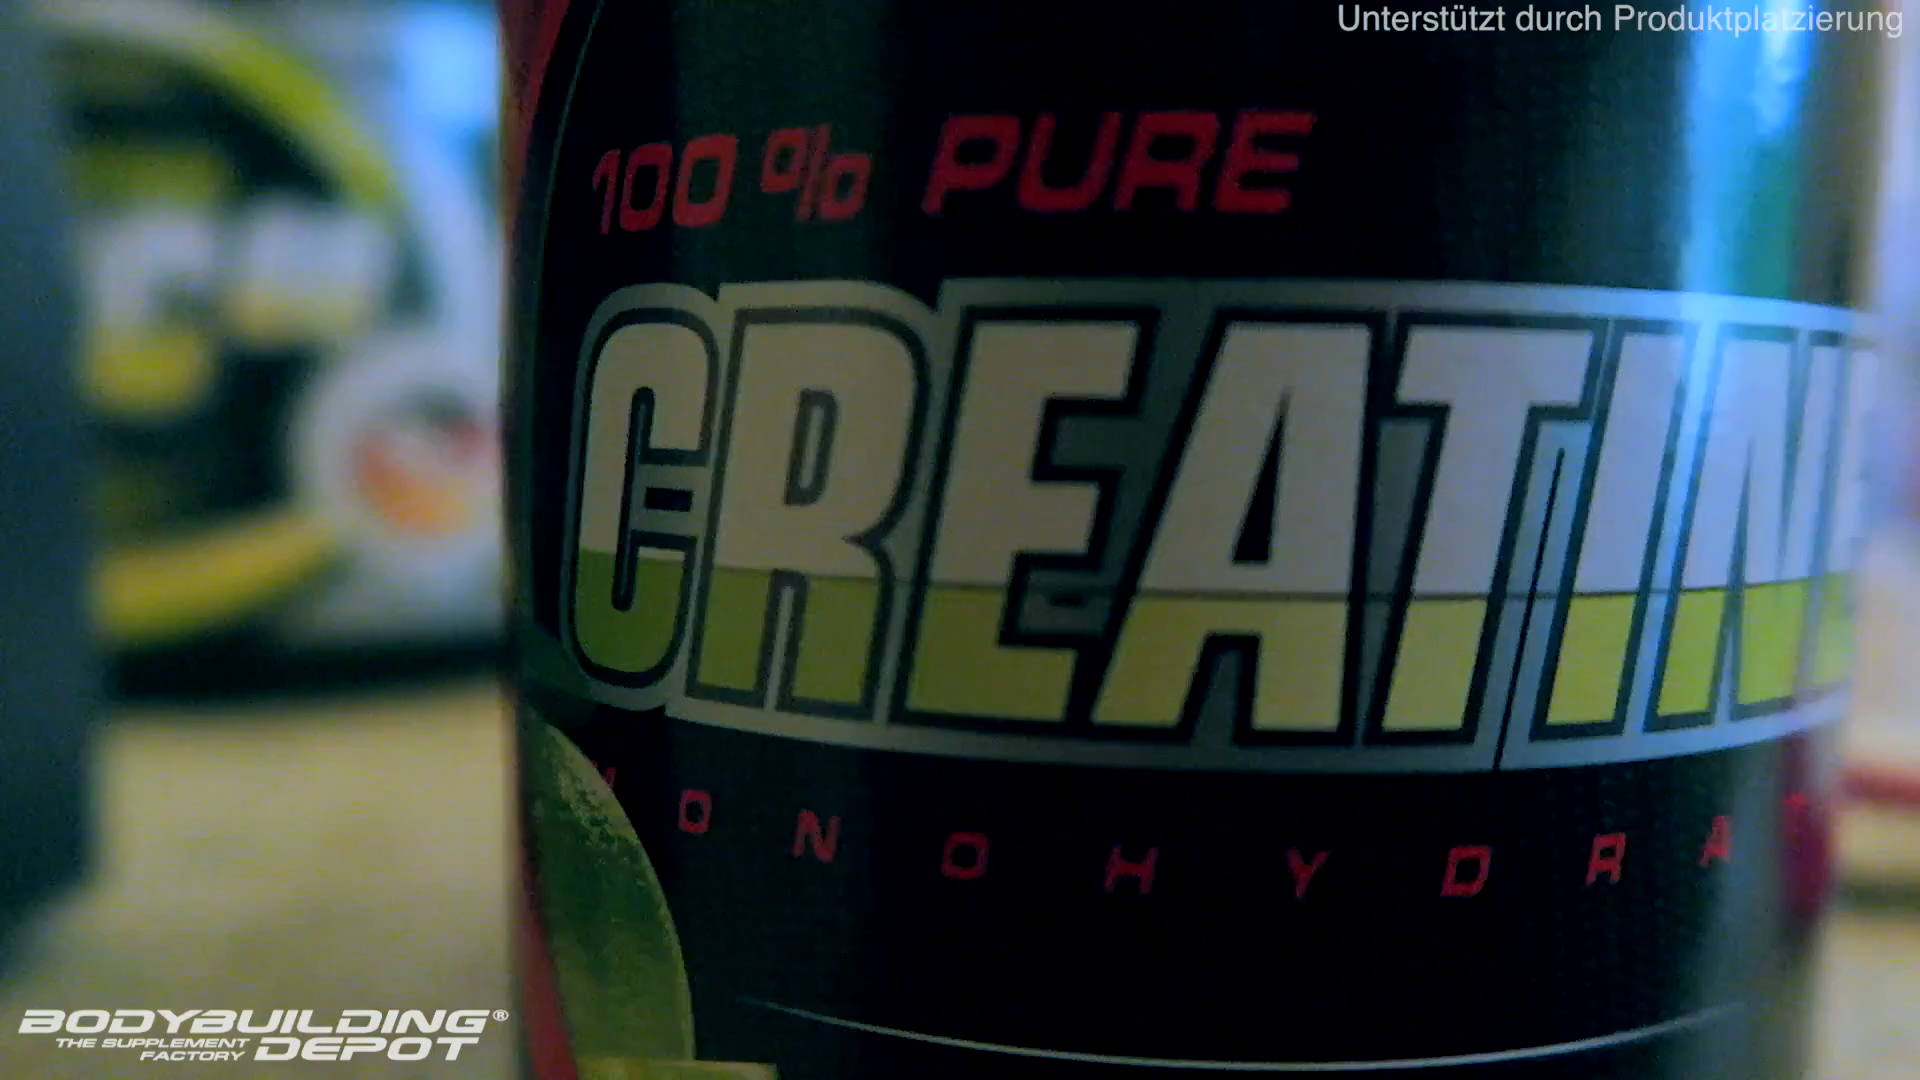 Unterstützt durch Produktplatzierung
100% PURE
CREATIN
ONOHYDRA
BODYBUILDING®
THE SUPPLEMENT
FACTORY DEPOT